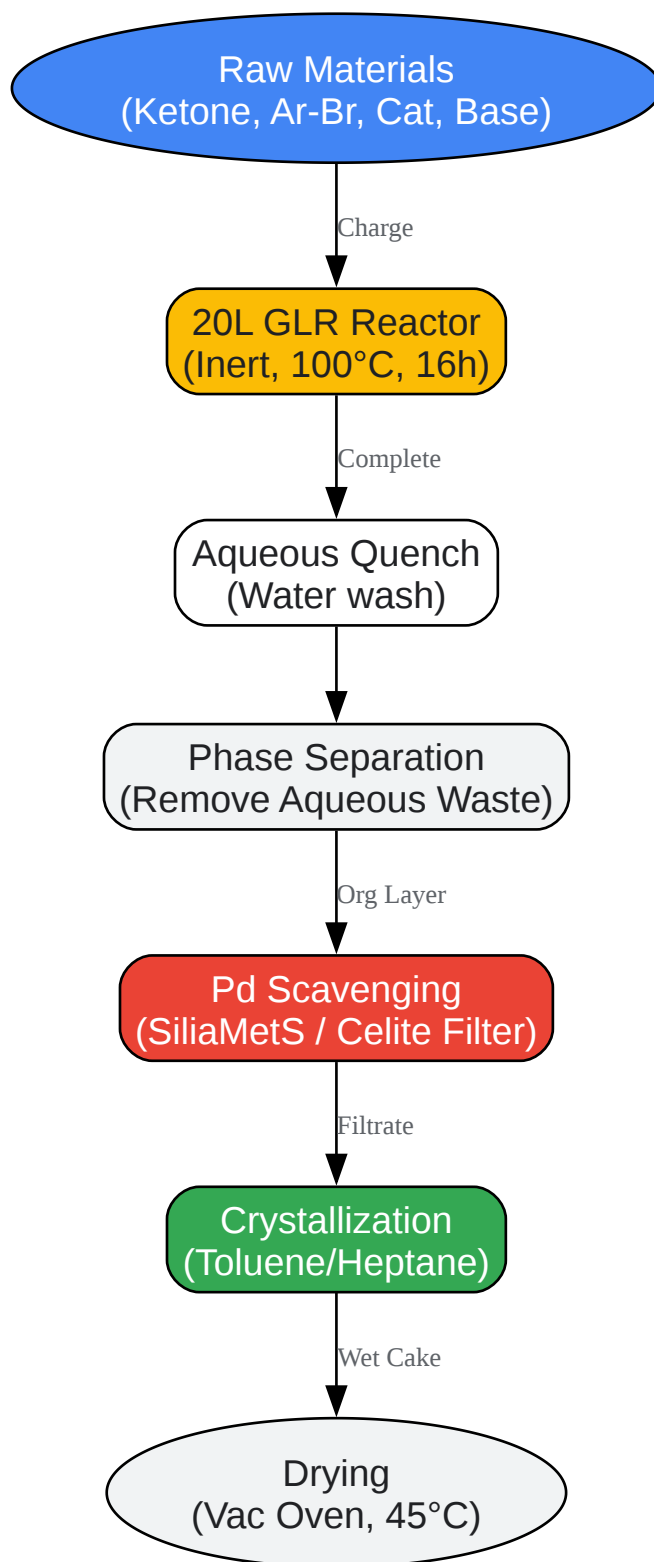 Raw Materials
(Ketone, Ar-Br, Cat, Base)
Charge
20L GLR Reactor
(Inert, 100°C, 16h)
Complete
Aqueous Quench
(Water wash)
Phase Separation
(Remove Aqueous Waste)
Org Layer
Pd Scavenging
(SiliaMetS / Celite Filter)
Filtrate
Crystallization
(Toluene/Heptane)
Wet Cake
Drying
(Vac Oven, 45°C)